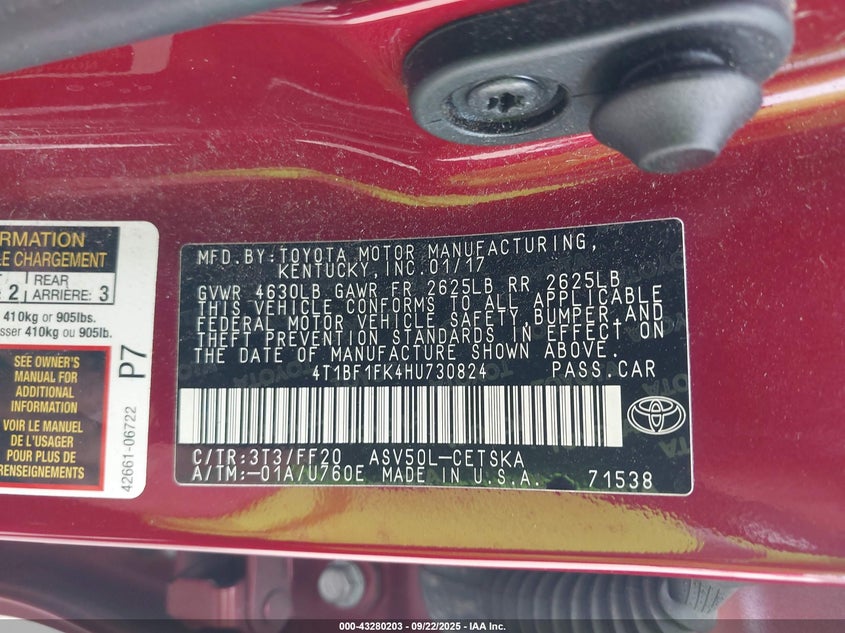 RMATION
E CHARGEMENT
2 REAR
ARRIÈRE: 3
410kg or 905lbs.
sser 410kg ou 905lb.
SEE OWNER'S
MANUAL FOR
ADDITIONAL
INFORMATION
VOIR LE MANUEL
DE L'USAGER
POUR PLUS DE
RENSEIGNEMENTS
P7
42661-06722
MFD.BY:TOYOTA MOTOR MANUFACTURING,
KENTUCKY,INC.01/17
GVWR 4630LB GAWR FR 2625LB RR 2625LB
THIS VEHICLE CONFORMS TO ALL APPLICABLE
FEDERAL MOTOR VEHICLE SAFETY, BUMPER,AND
THEFT PREVENTION STANDARDS IN EFFECT ON
THE DATE OF MANUFACTURE SHOWN ABOVE.
4T1BF1FK4HU730824 PASS.CAR
C/TR:3T3/FF20 ASV50L-CETSKA
A/TM:-01A/U760E MADE IN U.S.A. 71538
000-43280203 - 09/22/2025 - IAA Inc.